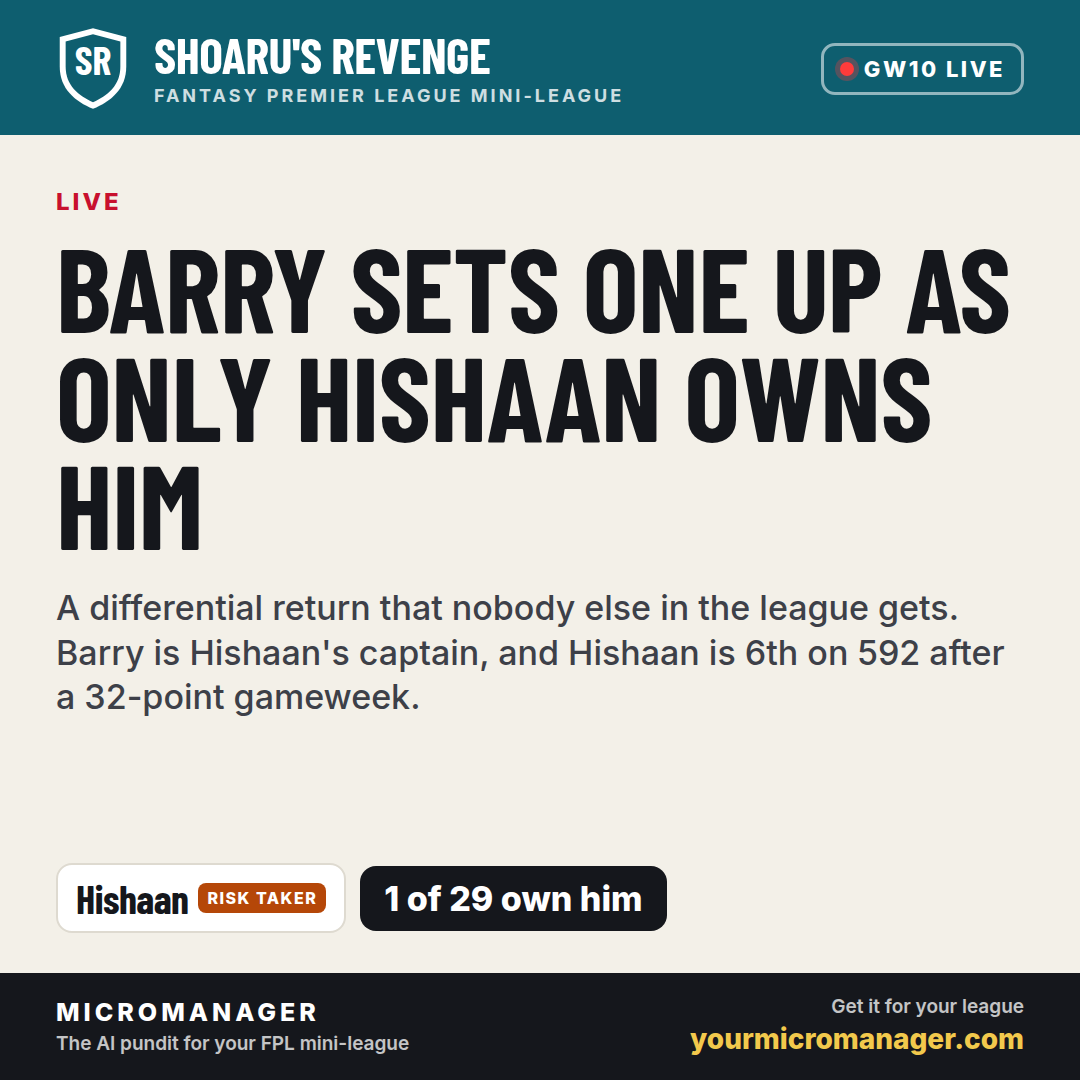 SR
SHOARU'S REVENGE
FANTASY PREMIER LEAGUE MINI-LEAGUE
GW10 LIVE
LIVE
BARRY SETS ONE UP AS
ONLY HISHAAN OWNS
HIM
A differential return that nobody else in the league gets.
Barry is Hishaan's captain, and Hishaan is 6th on 592 after
a 32-point gameweek.
Hishaan RISK TAKER
1 of 29 own him
MICROMANAGER
The AI pundit for your FPL mini-league
Get it for your league
yourmicromanager.com